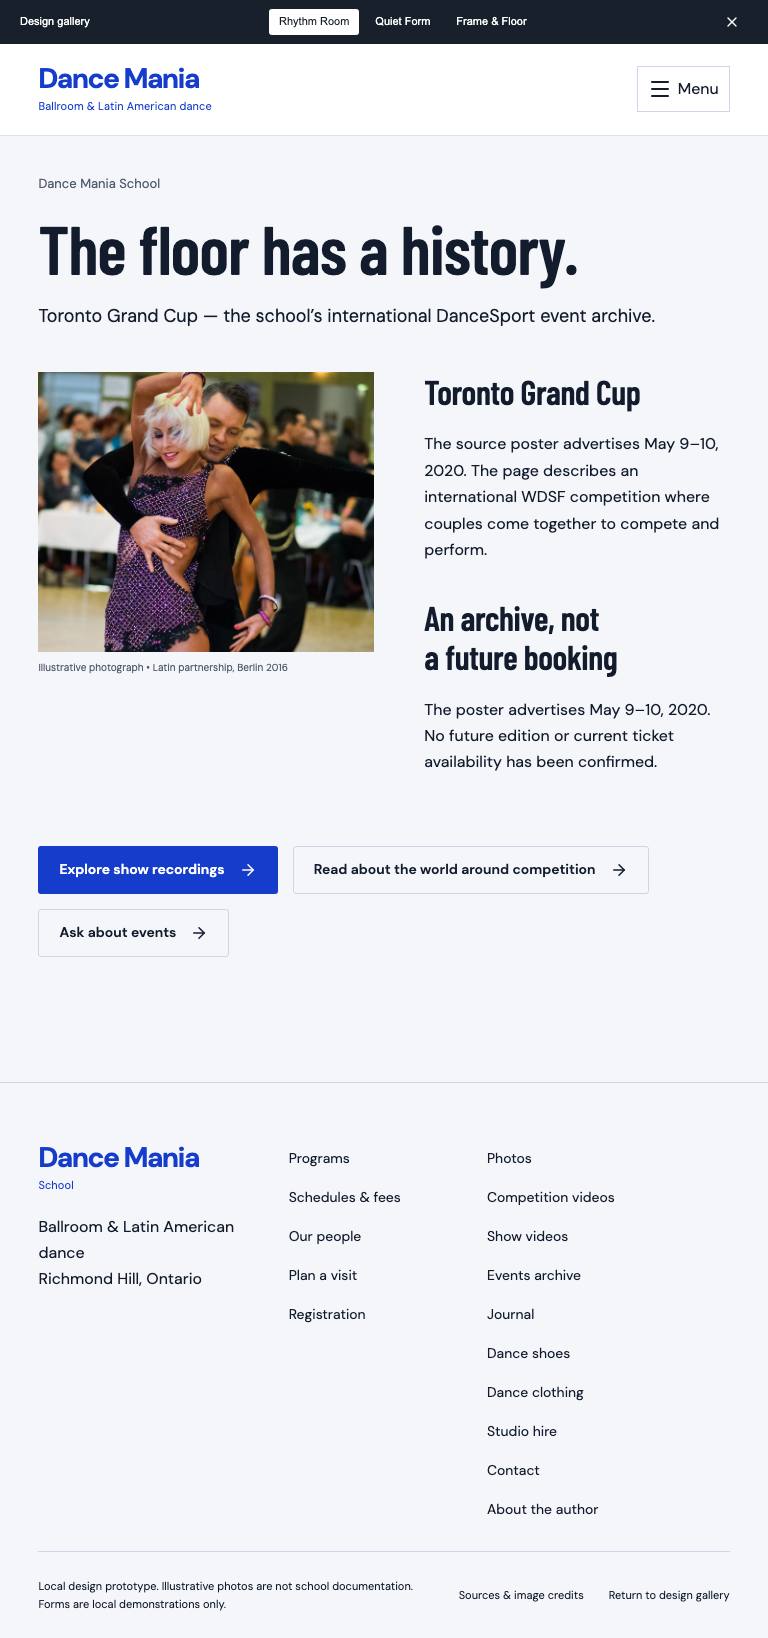 Design gallery
Rhythm Room
Quiet Form
Frame & Floor
Dance Mania
Ballroom & Latin American dance
Menu
Dance Mania School
The floor has a history.
Toronto Grand Cup — the school’s international DanceSport event archive.
Toronto Grand Cup
The source poster advertises May 9–10,
2020. The page describes an
international WDSF competition where
couples come together to compete and
perform.
Illustrative photograph • Latin partnership, Berlin 2016
An archive, not
a future booking
The poster advertises May 9–10, 2020.
No future edition or current ticket
availability has been confirmed.
Explore show recordings
Read about the world around competition
Ask about events
Dance Mania
School
Ballroom & Latin American
dance
Richmond Hill, Ontario
Programs
Schedules & fees
Our people
Plan a visit
Registration
Photos
Competition videos
Show videos
Events archive
Journal
Dance shoes
Dance clothing
Studio hire
Contact
About the author
Local design prototype. Illustrative photos are not school documentation.
Forms are local demonstrations only.
Sources & image credits
Return to design gallery